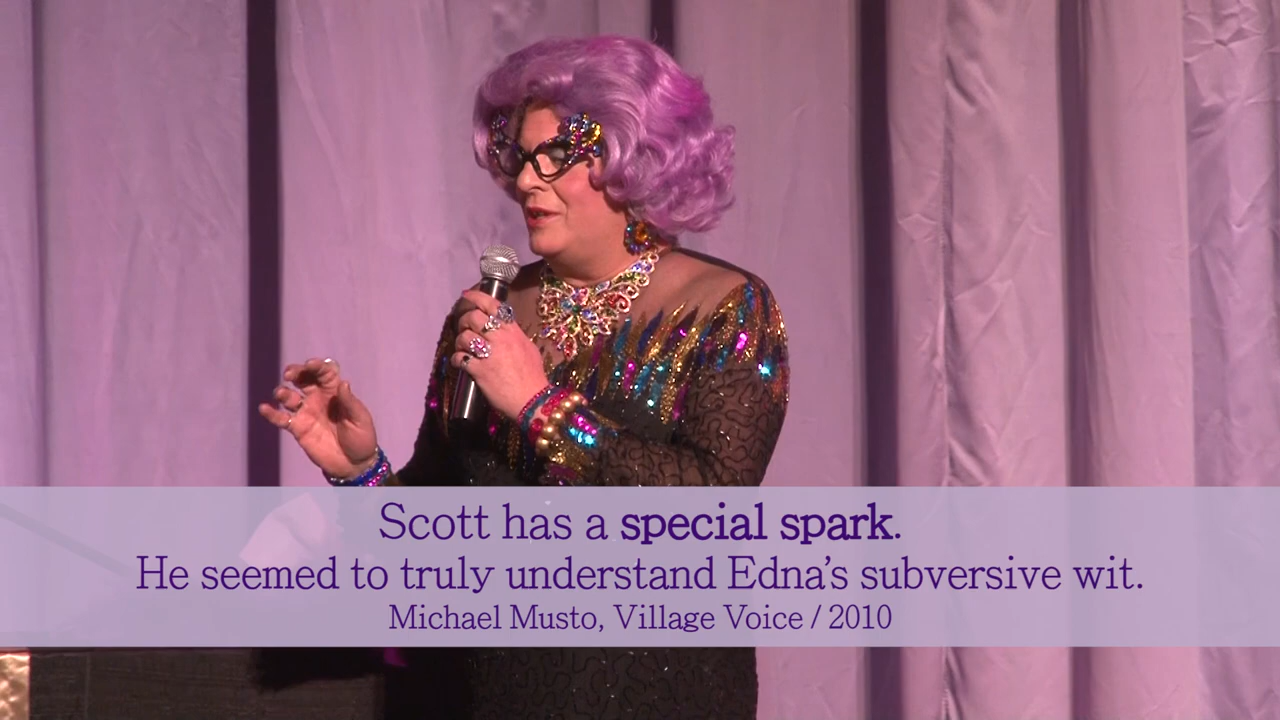 Scott has a special spark.
He seemed to truly understand Edna’s subversive wit.
Michael Musto, Village Voice / 2010